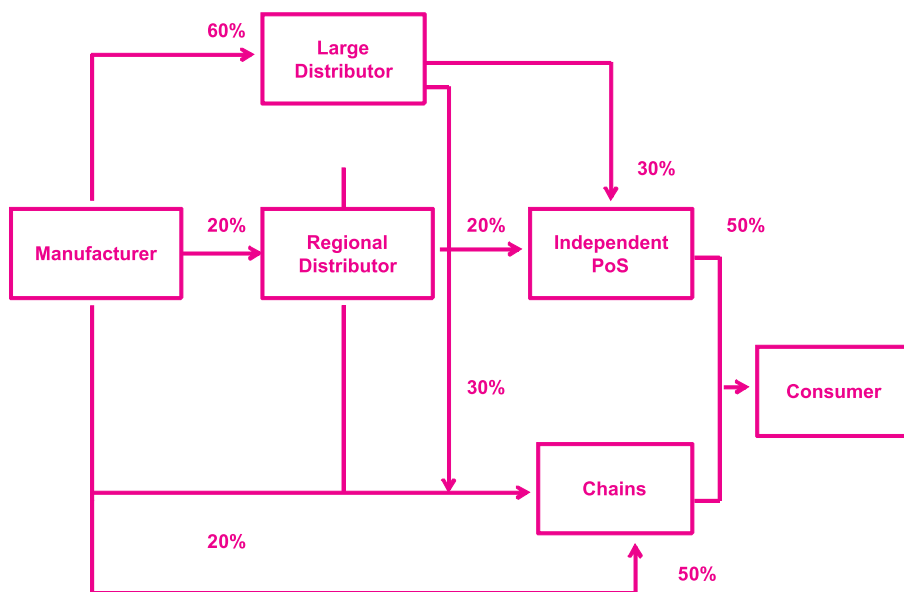 60%
Large
Distributor
30%
Manufacturer
20%
Regional
Distributor
20%
Independent
PoS
50%
30%
Consumer
Chains
20%
50%